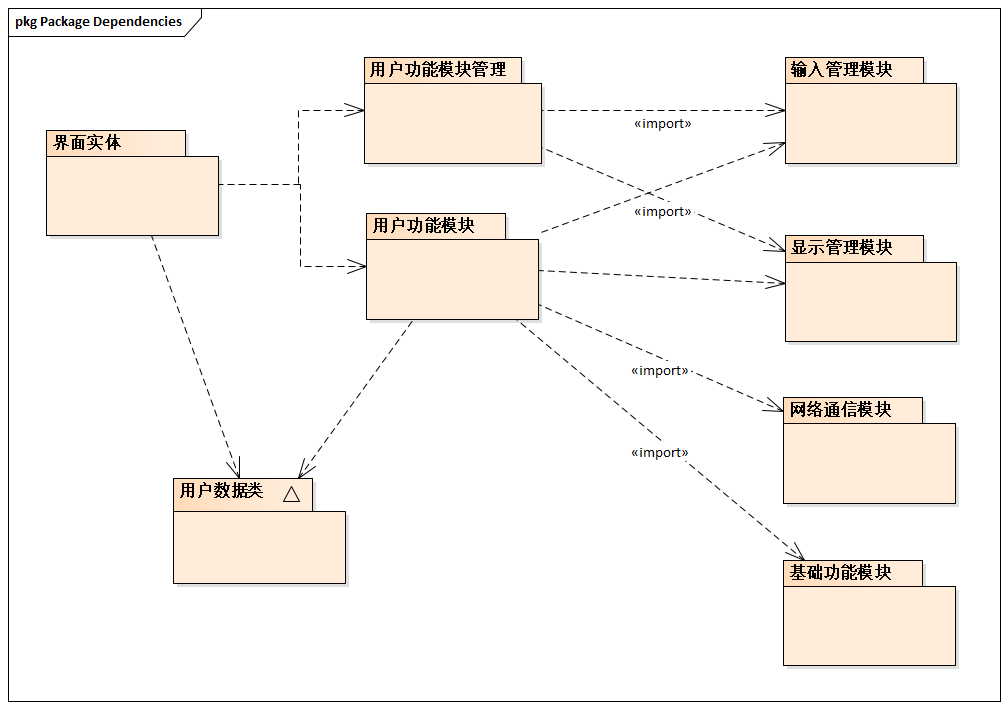 pkg Package Dependencies
用户功能模块管理
输入管理模块
«import»
界面实体
«import»
用户功能模块
显示管理模块
«import»
网络通信模块
«import»
用户数据类
基础功能模块